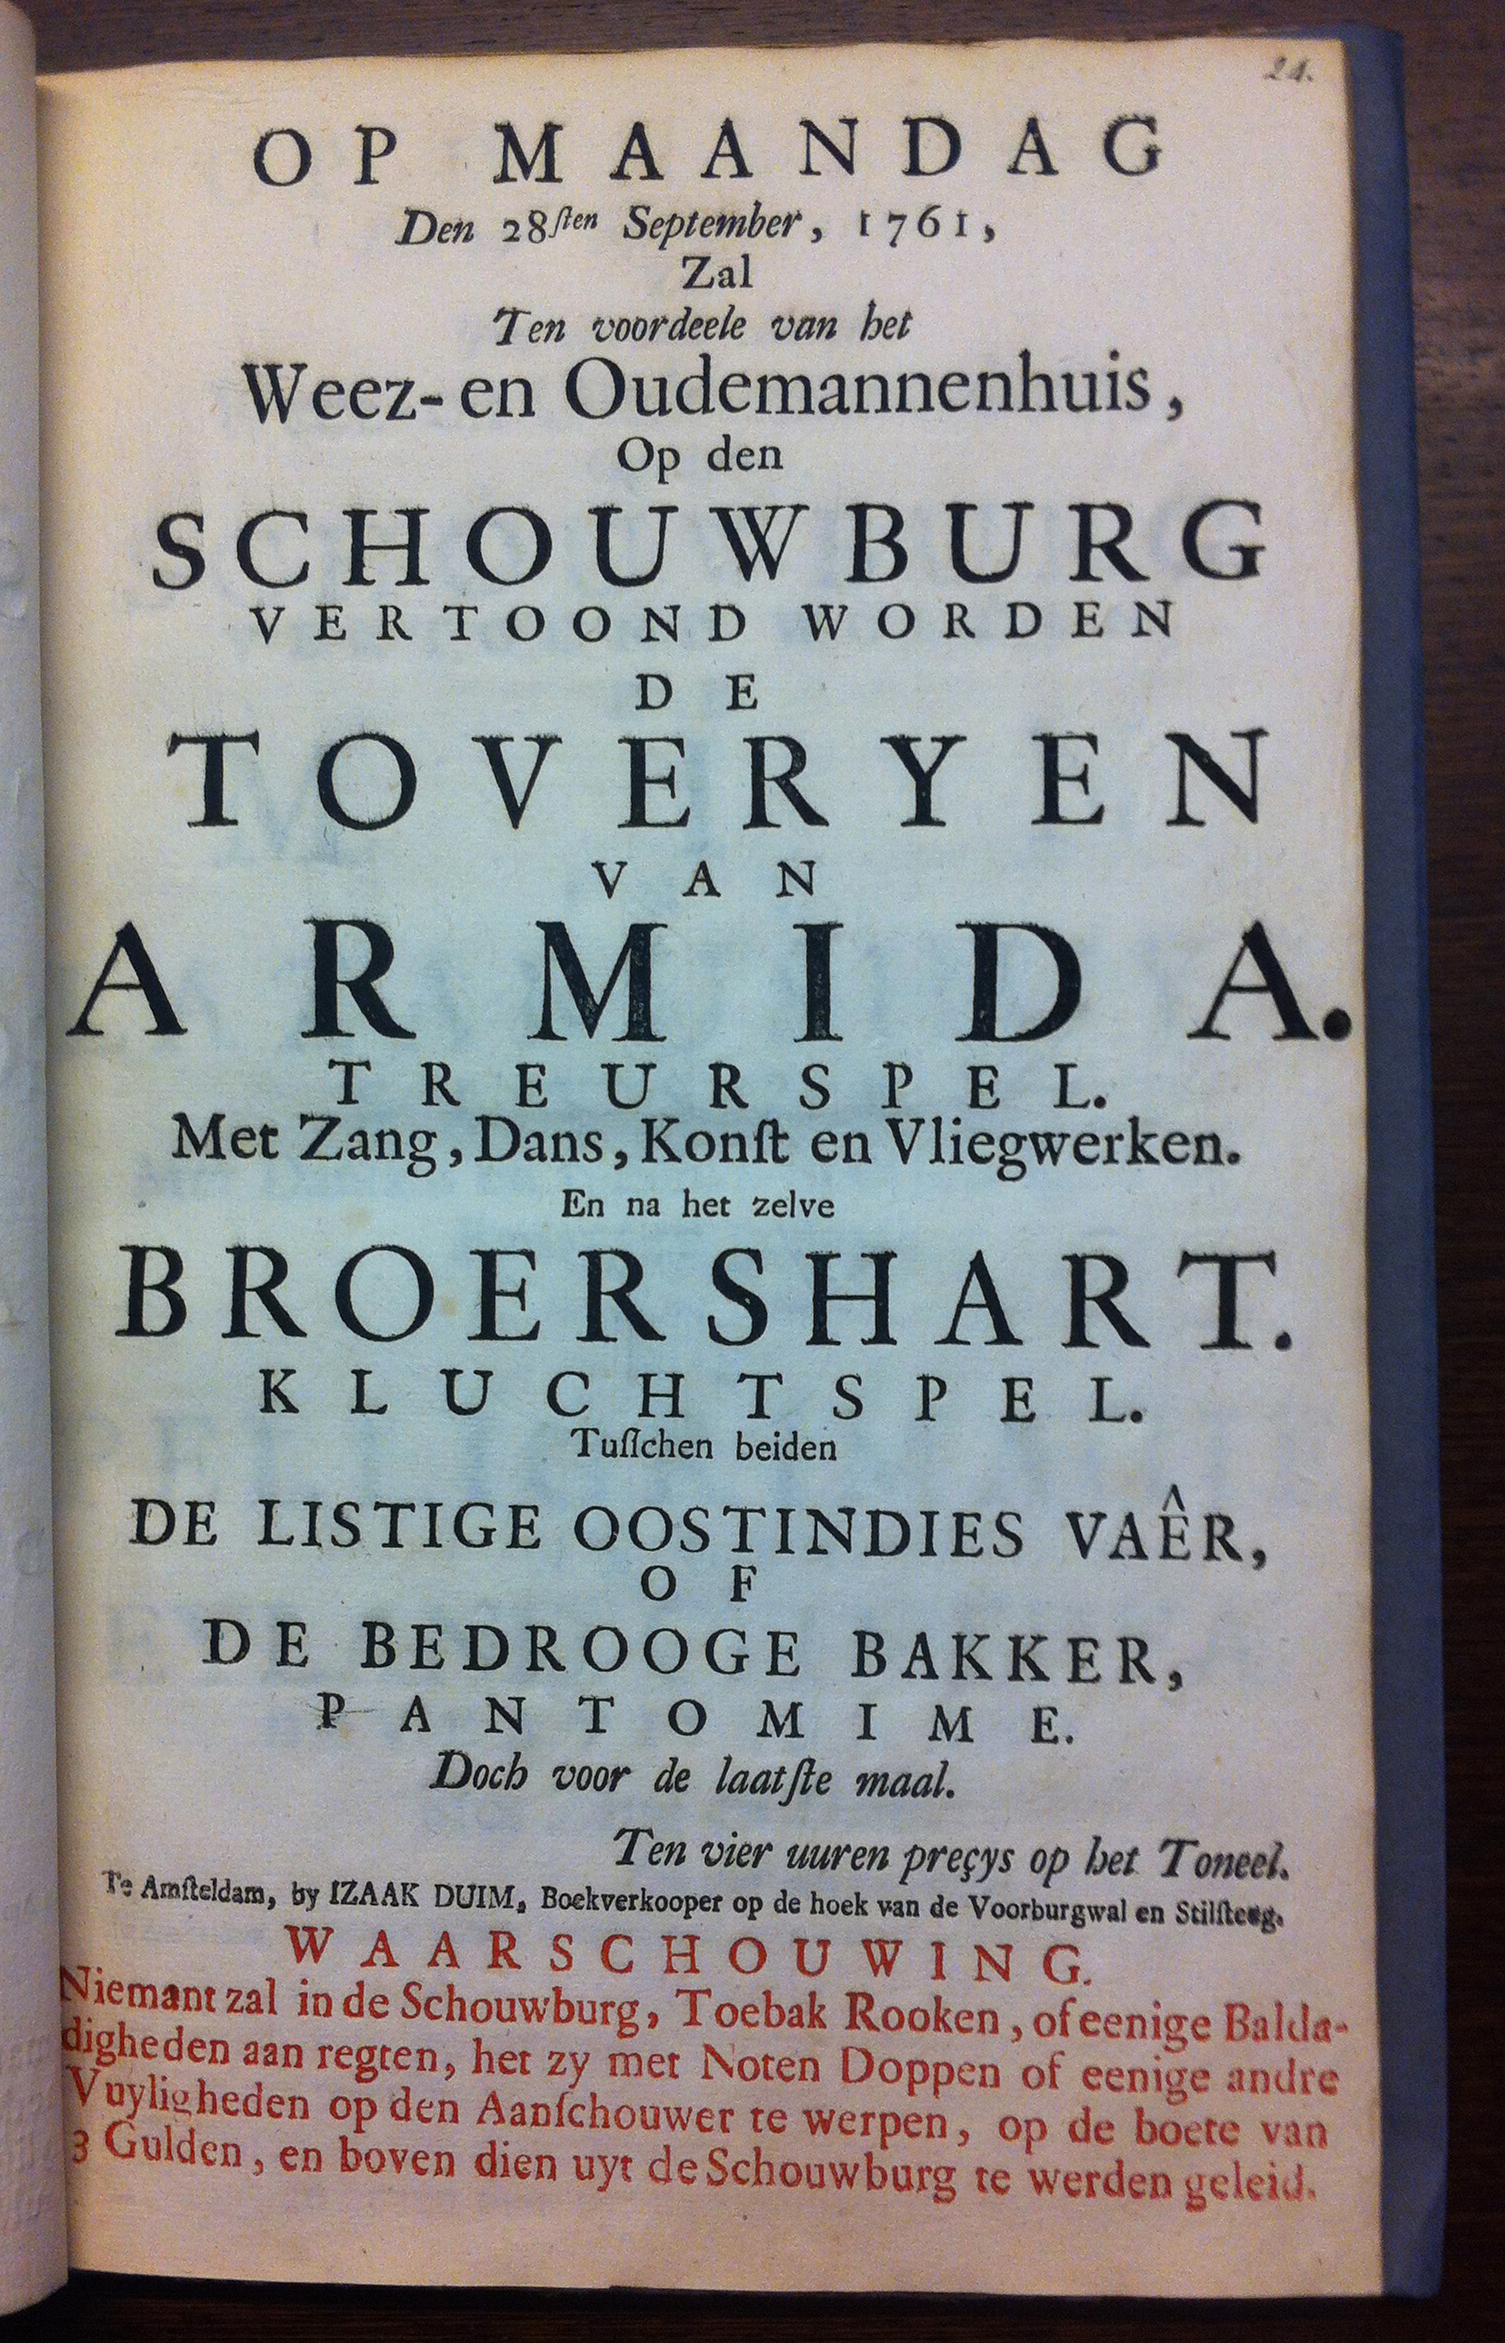 24.
OP MAANDAG
Den 28ſten September, 1761,
Zal
Ten voordeele van het
Weez- en Oudemannenhuis,
Op den
SCHOUWBURG
VERTOOND WORDEN
DE
TOVERYEN
VAN
ARMIDA.
TREURSPEL.
Met Zang, Dans, Konſt en Vliegwerken.
En na het zelve
BROERSHART.
KLUCHTSPEL.
Tuſſchen beiden
DE LISTIGE OOSTINDIES VAÊR,
OF
DE BEDROOGE BAKKER,
PANTOMIME.
Doch voor de laatſte maal.
Ten vier uuren preçys op het Toneel.
Te Amſteldam, by IZAAK DUIM, Boekverkooper op de hoek van de Voorburgwal en Stilſteeg.
WAARSCHOUWING.
Niemant zal in de Schouwburg, Toebak Rooken, of eenige Balda-
digheden aan regten, het zy met Noten Doppen of eenige andre
Vuyligheden op den Aanſchouwer te werpen, op de boete van
3 Gulden, en boven dien uyt de Schouwburg te werden geleid.